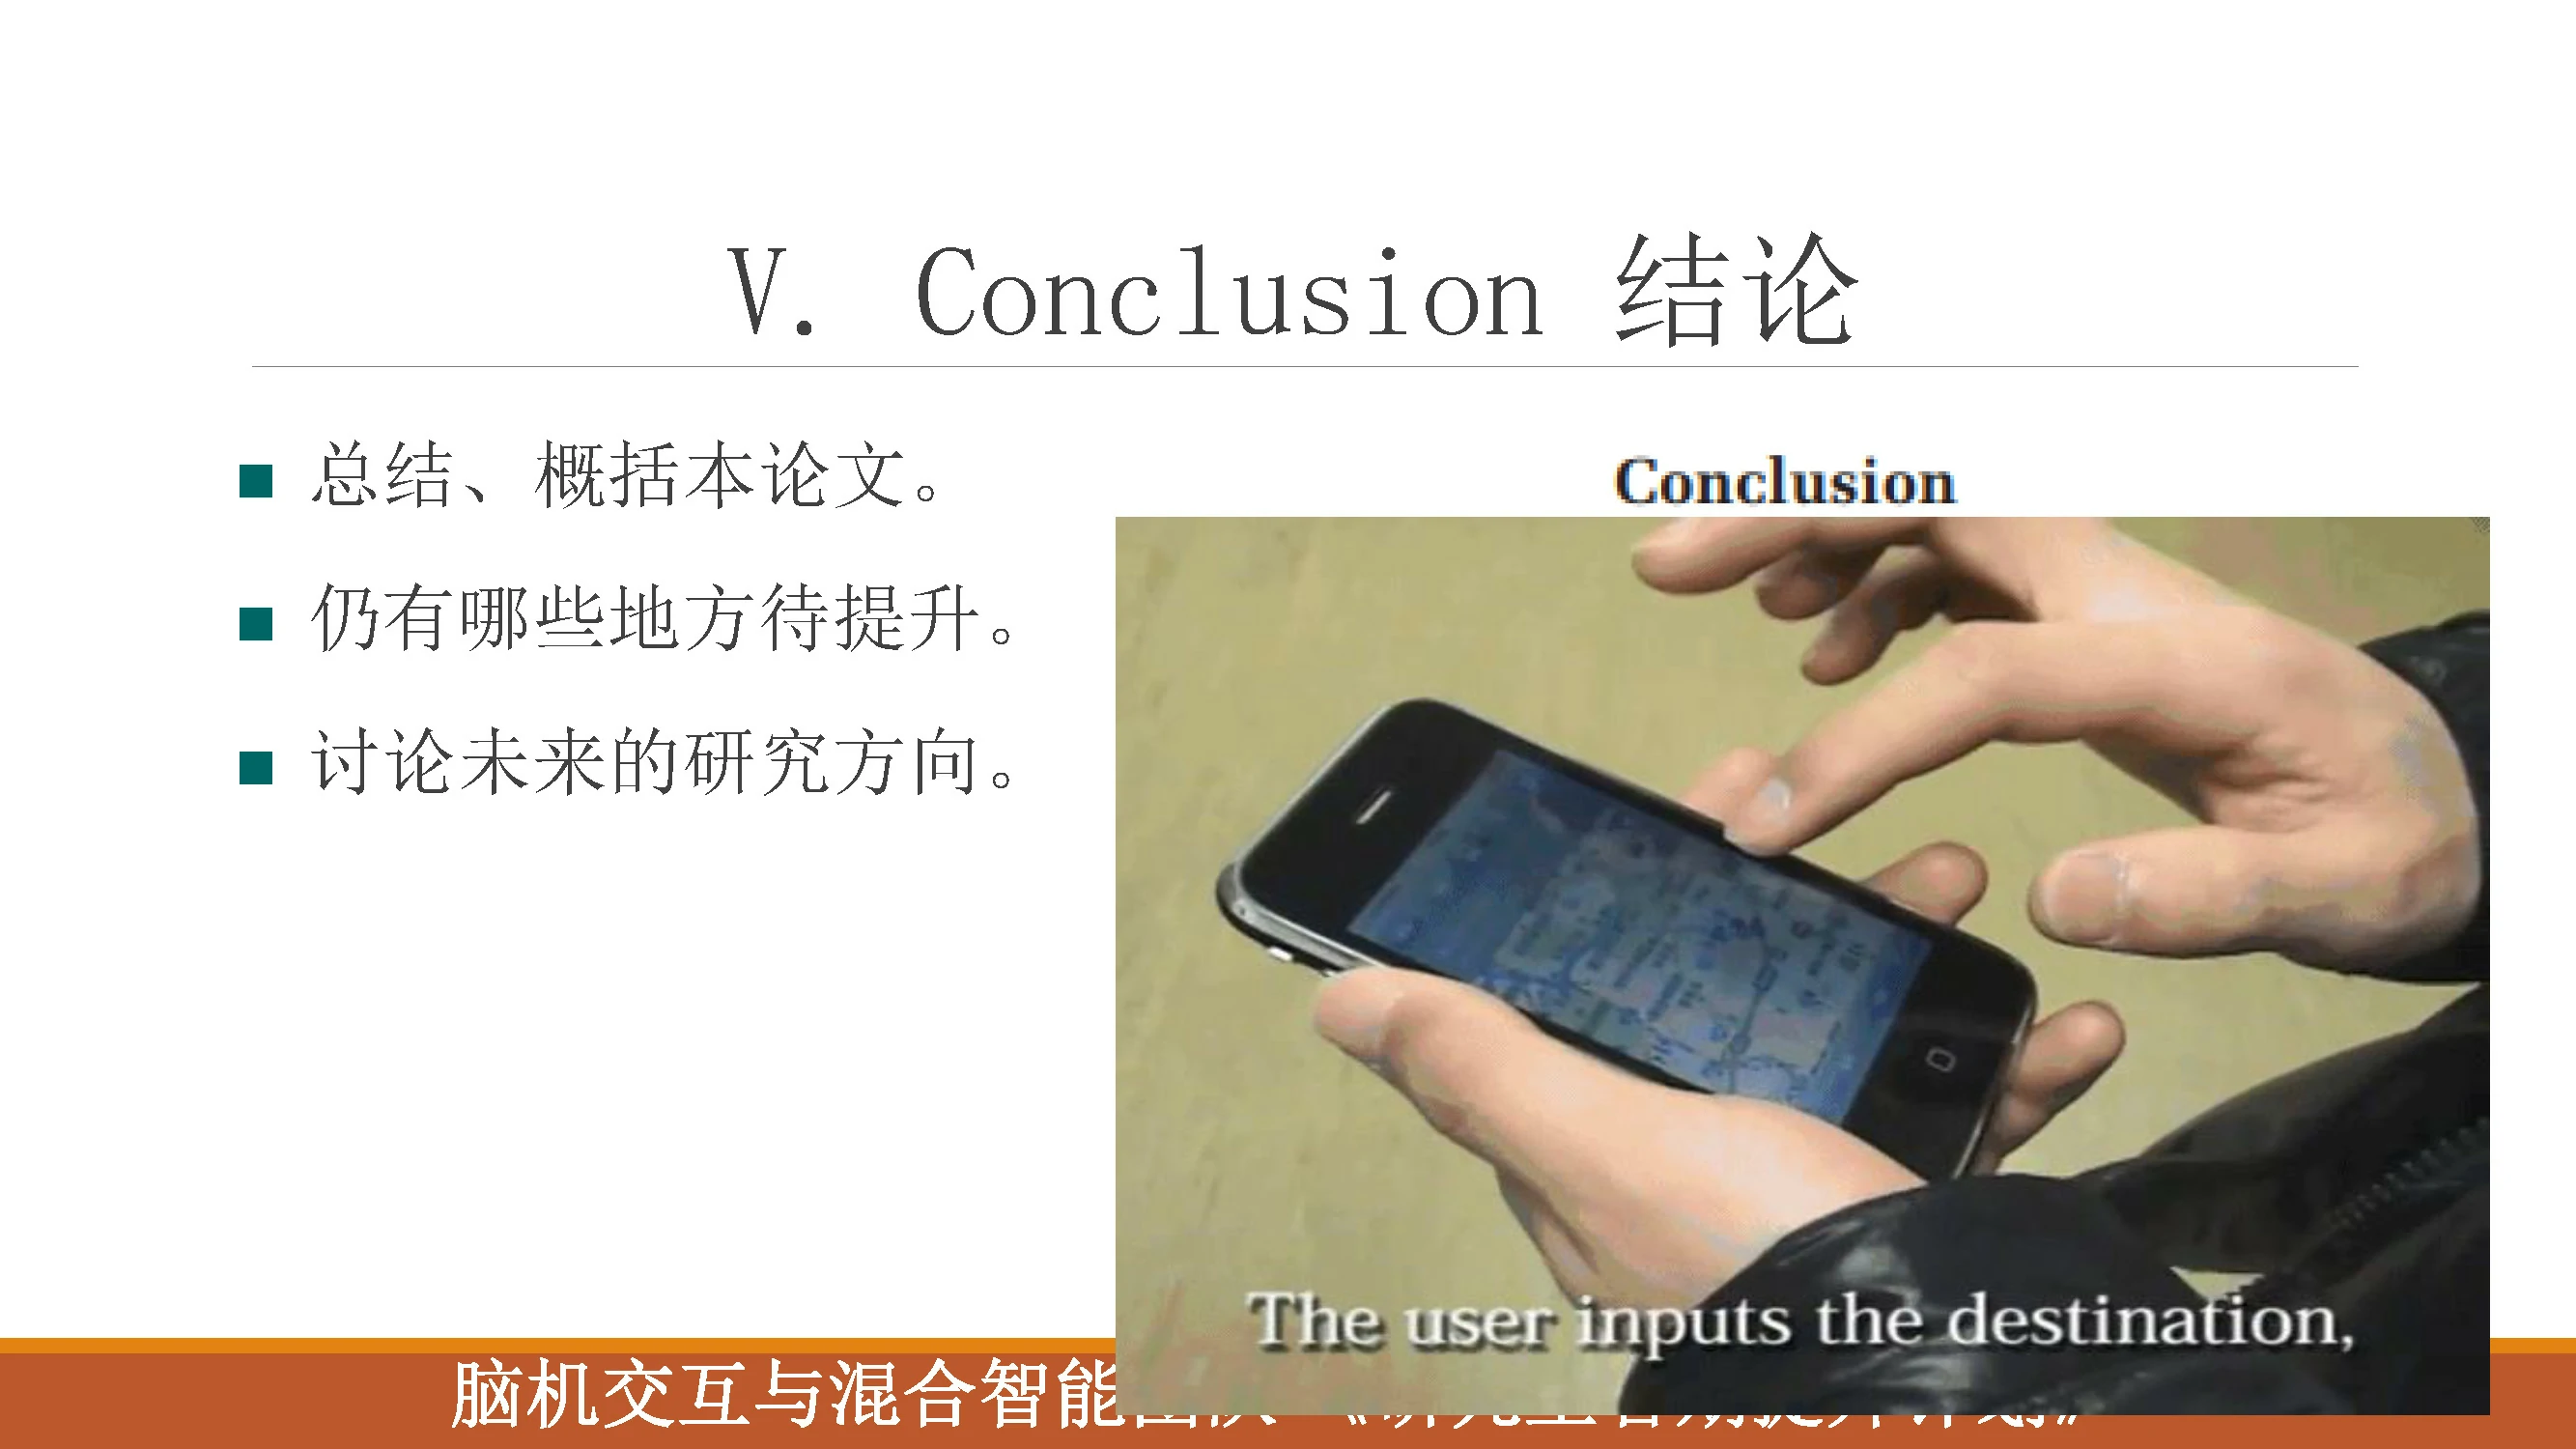 V. Conclusion 结论
总结、概括本论文。
仍有哪些地方待提升。
讨论未来的研究方向。
Conclusion
The user inputs the destination,
脑机交互与混合智能